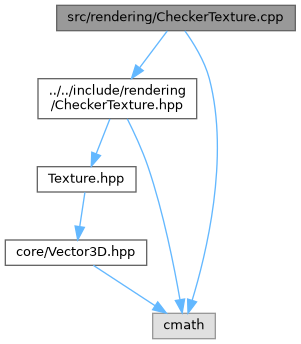 src/rendering/CheckerTexture.cpp
../../include/rendering
/CheckerTexture.hpp
Texture.hpp
core/Vector3D.hpp
cmath